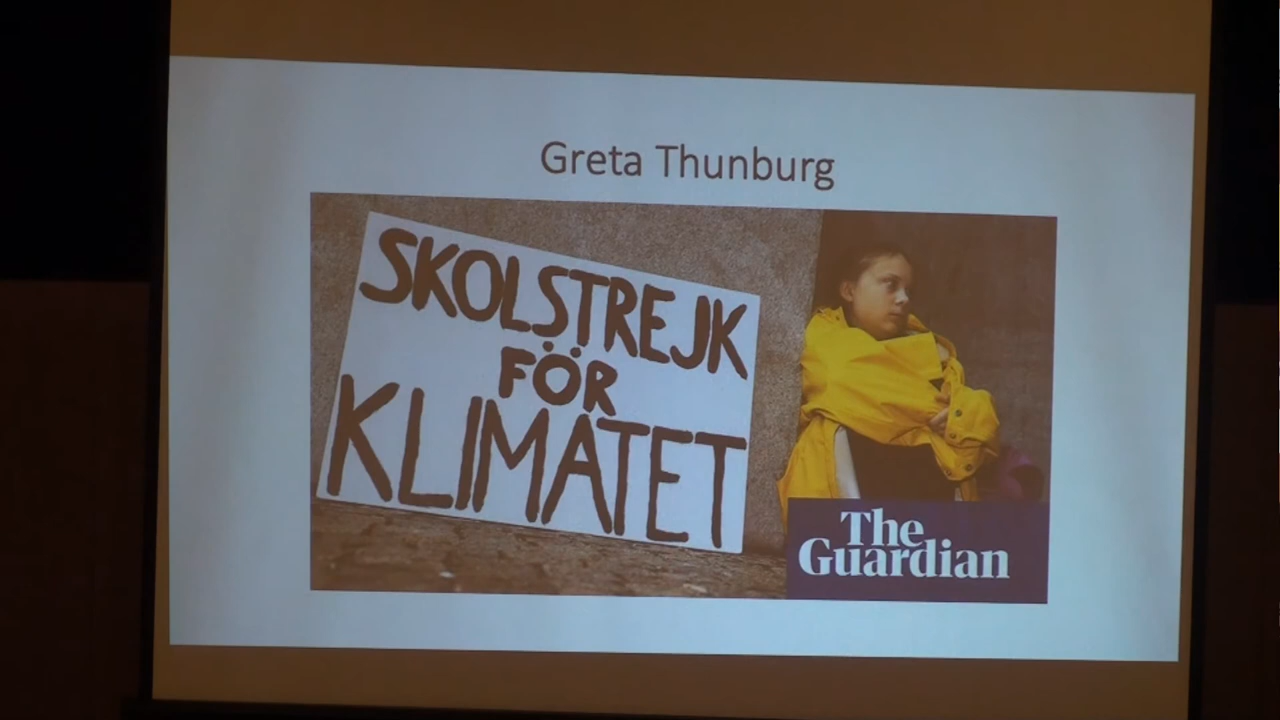 Greta Thunburg
SKOLSTREJK
FÖR
KLIMATET
The
Guardian